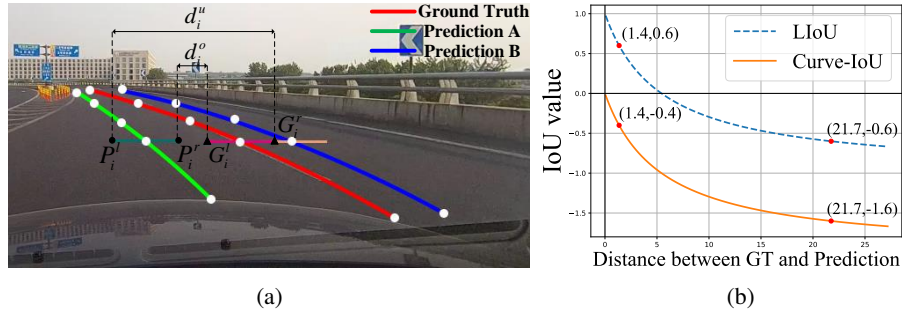 d_i^u
d_i^o
Ground Truth
Prediction A
Prediction B
P_i^l
P_i^r
G_i^l
G_i^r
(a)
IoU value
1.0
0.5
0.0
−0.5
−1.0
−1.5
(1.4,0.6)
(1.4,-0.4)
(21.7,-0.6)
(21.7,-1.6)
LIoU
Curve-IoU
0
5
10
15
20
25
Distance between GT and Prediction
(b)